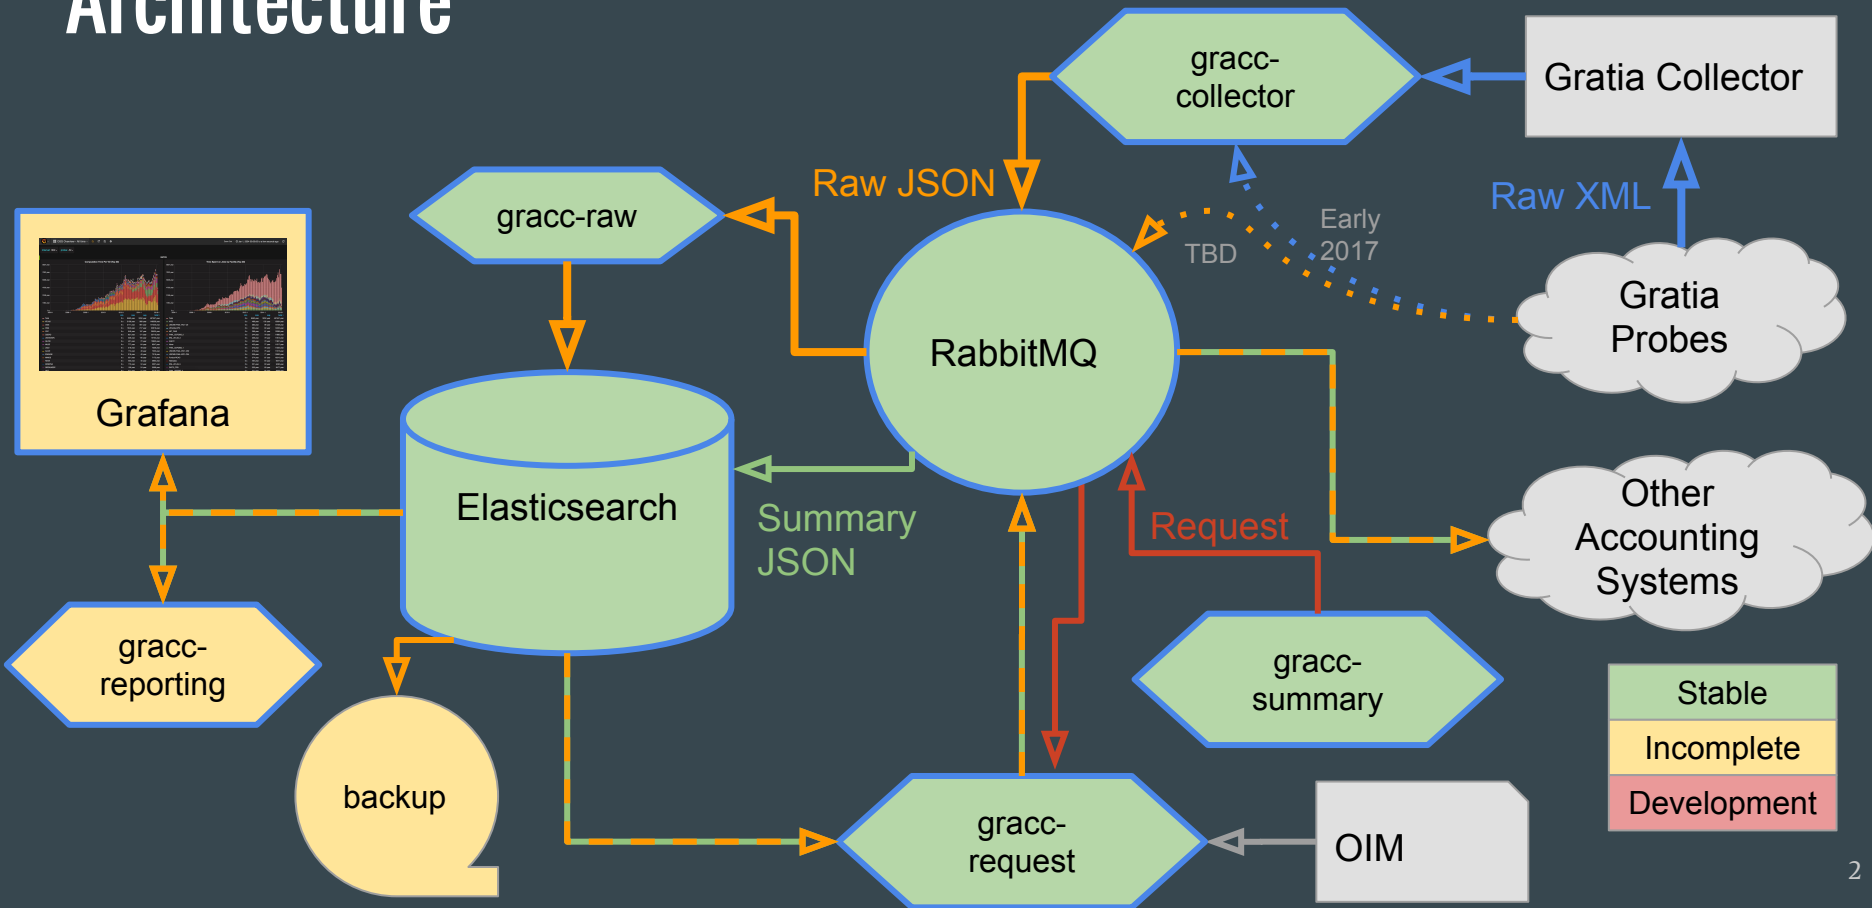 Architecture
gracc-
collector
Gratia Collector
Raw JSON
Raw XML
gracc-raw
Early
2017
TBD
Gratia
Probes
RabbitMQ
Grafana
Elasticsearch
Summary
JSON
Request
Other
Accounting
Systems
gracc-
reporting
gracc-
summary
Stable
Incomplete
Development
backup
gracc-
request
OIM
2